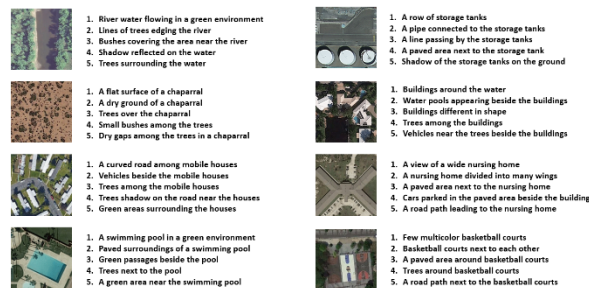 1. River water flowing in a green environment
2. Lines of trees edging the river
3. Bushes covering the area near the river
4. Shadow reflected on the water
5. Trees surrounding the water
1. A flat surface of a chaparral
2. A dry ground of a chaparral
3. Trees over the chaparral
4. Small bushes among the trees
5. Dry gaps among the trees in a chaparral
1. A curved road among mobile houses
2. Vehicles beside the mobile houses
3. Trees among the mobile houses
4. Trees shadow on the road near the houses
5. Green areas surrounding the houses
1. A swimming pool in a green environment
2. Paved surroundings of a swimming pool
3. Green passages beside the pool
4. Trees next to the pool
5. A green area near the swimming pool
1. A row of storage tanks
2. A pipe connected to the storage tanks
3. A line passing by the storage tanks
4. A paved area next to the storage tank
5. Shadow of the storage tanks on the ground
1. Buildings around the water
2. Water pools appearing beside the buildings
3. Buildings different in shape
4. Trees among the buildings
5. Vehicles near the trees beside the buildings
1. A view of a wide nursing home
2. A nursing home divided into many wings
3. A paved area next to the nursing home
4. Cars parked in the paved area beside the building
5. A road path leading to the nursing home
1. Few multicolor basketball courts
2. Basketball courts next to each other
3. A paved area around basketball courts
4. Trees around basketball courts
5. A road path next to the basketball courts